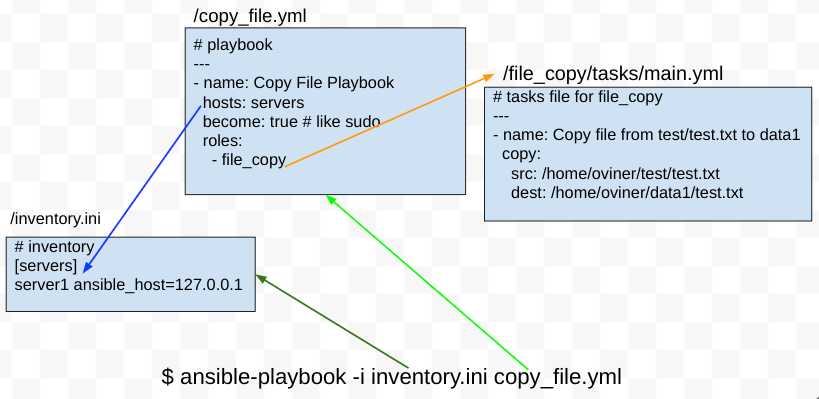 /copy_file.yml
# playbook
---
- name: Copy File Playbook
hosts: servers
become: true # like sudo
roles:
- file_copy
/file_copy/tasks/main.yml
# tasks file for file_copy
---
- name: Copy file from test/test.txt to data1
copy:
src: /home/oviner/test/test.txt
dest: /home/oviner/data1/test.txt
/inventory.ini
# inventory
[servers]
server1 ansible_host=127.0.0.1
$ ansible-playbook -i inventory.ini copy_file.yml